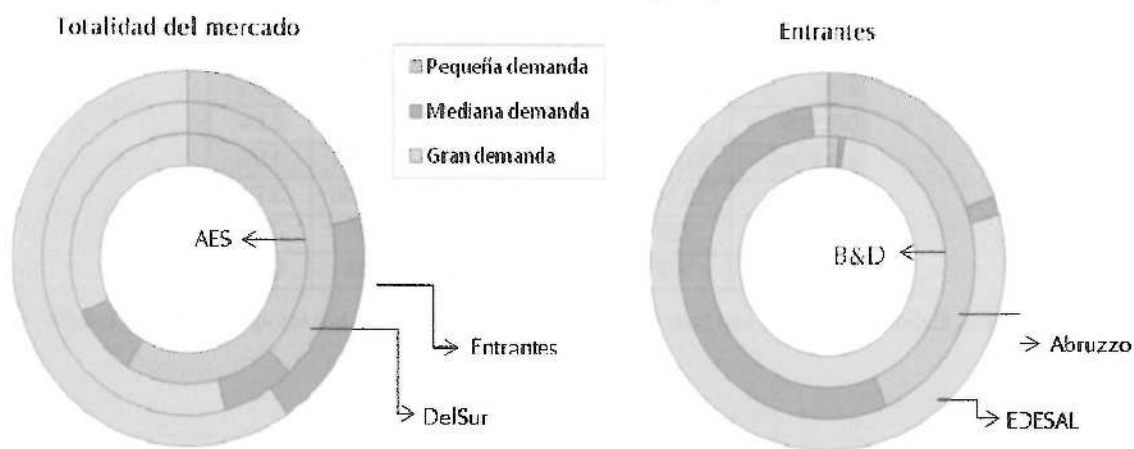 Totalidad del mercado
Entrantes
Pequeña demanda
Mediana demanda
Gran demanda
AES
B&D
Entrantes
Abruzzo
DelSur
EDESAL